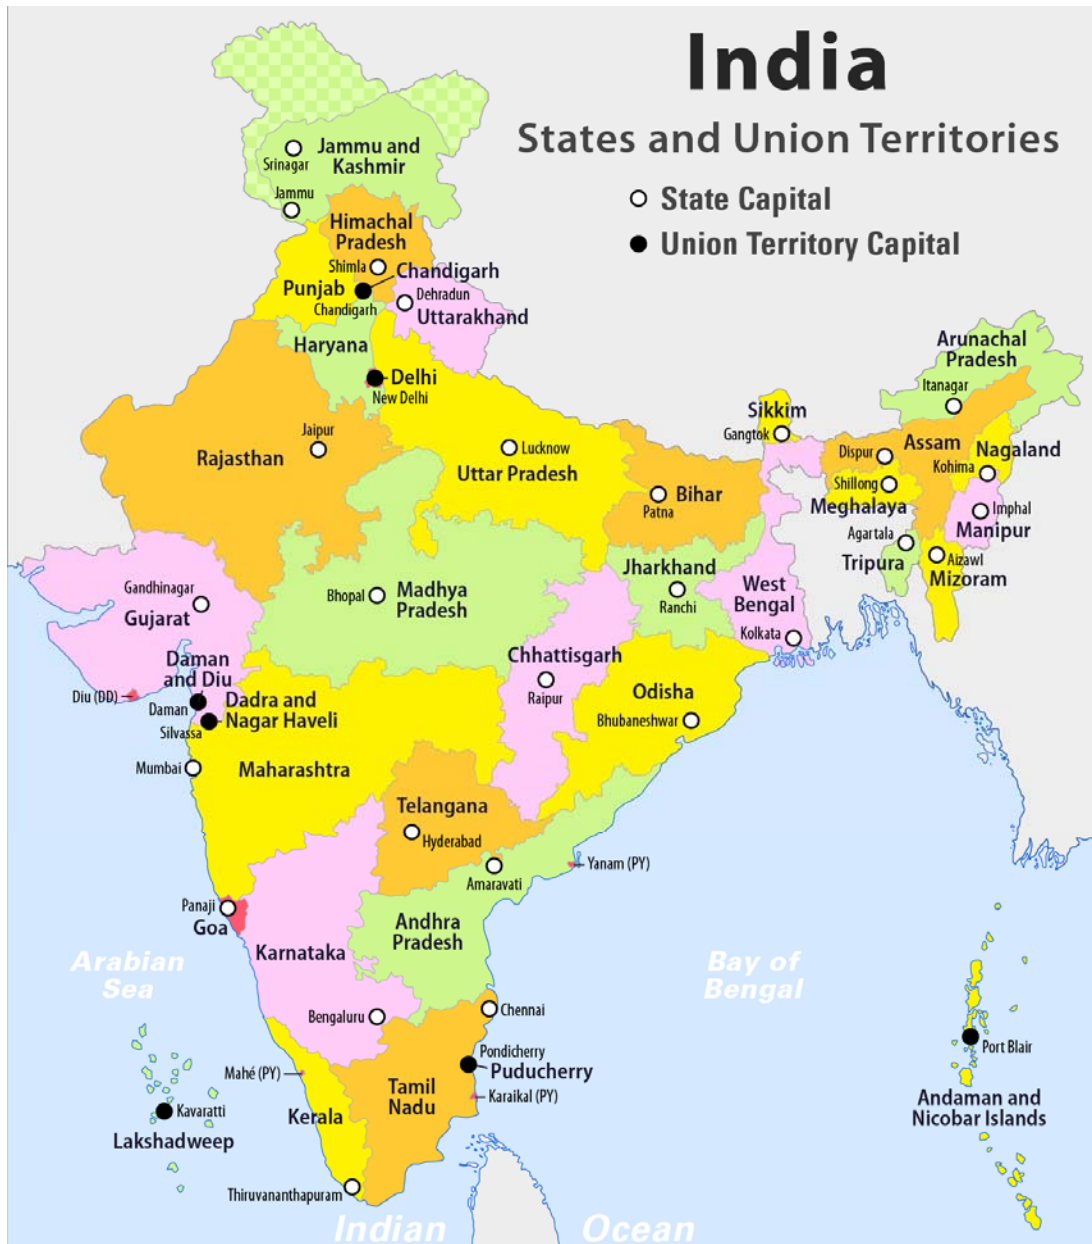 India
States and Union Territories
State Capital
Union Territory Capital
Jammu and
Kashmir
Srinagar
Jammu
Himachal
Pradesh
Shimla
Chandigarh
Punjab
Chandigarh
Dehradun
Uttarakhand
Haryana
Delhi
New Delhi
Arunachal
Pradesh
Itanagar
Sikkim
Gangtok
Assam
Dispur
Nagaland
Kohima
Jaipur
Rajasthan
Lucknow
Uttar Pradesh
Bihar
Patna
Shillong
Meghalaya
Imphal
Manipur
Agartala
Tripura
Aizawl
Mizoram
Gandhinagar
Gujarat
Bhopal
Madhya
Pradesh
Jharkhand
Ranchi
West
Bengal
Kolkata
Chhattisgarh
Raipur
Odisha
Bhubaneshwar
Daman
and Diu
Diu (DD)
Daman
Dadra and
Nagar Haveli
Silvassa
Mumbai
Maharashtra
Telangana
Hyderabad
Amaravati
Yanam (PY)
Panaji
Goa
Karnataka
Andhra
Pradesh
Arabian
Sea
Bay of
Bengal
Bengaluru
Chennai
Pondicherry
Puducherry
Port Blair
Mahé (PY)
Karaikal (PY)
Tamil
Nadu
Kerala
Kavaratti
Lakshadweep
Andaman and
Nicobar Islands
Thiruvananthapuram
Indian Ocean